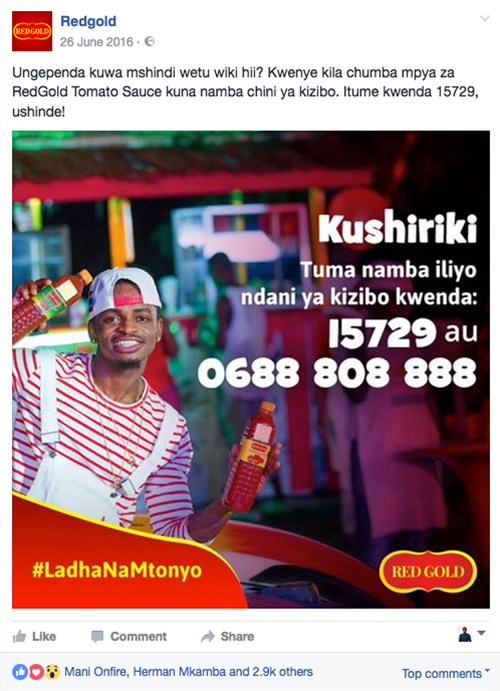 RED GOLD
Redgold
26 June 2016 ·
Ungependa kuwa mshindi wetu wiki hii? Kwenye kila chumba mpya za
RedGold Tomato Sauce kuna namba chini ya kizibo. Itume kwenda 15729,
ushinde!
Kushiriki
Tuma namba iliyo
ndani ya kizibo kwenda:
15729 au
0688 808 888
#LadhaNaMtonyo
RED GOLD
Like Comment Share
Mani Onfire, Herman Mkamba and 2.9k others
Top comments